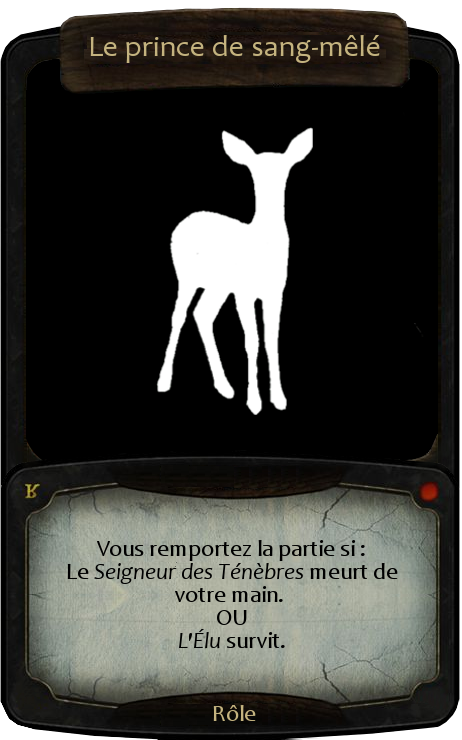 Le prince de sang-mêlé
Vous remportez la partie si :
Le Seigneur des Ténèbres meurt de
votre main.
OU
L'Élu survit.
Rôle